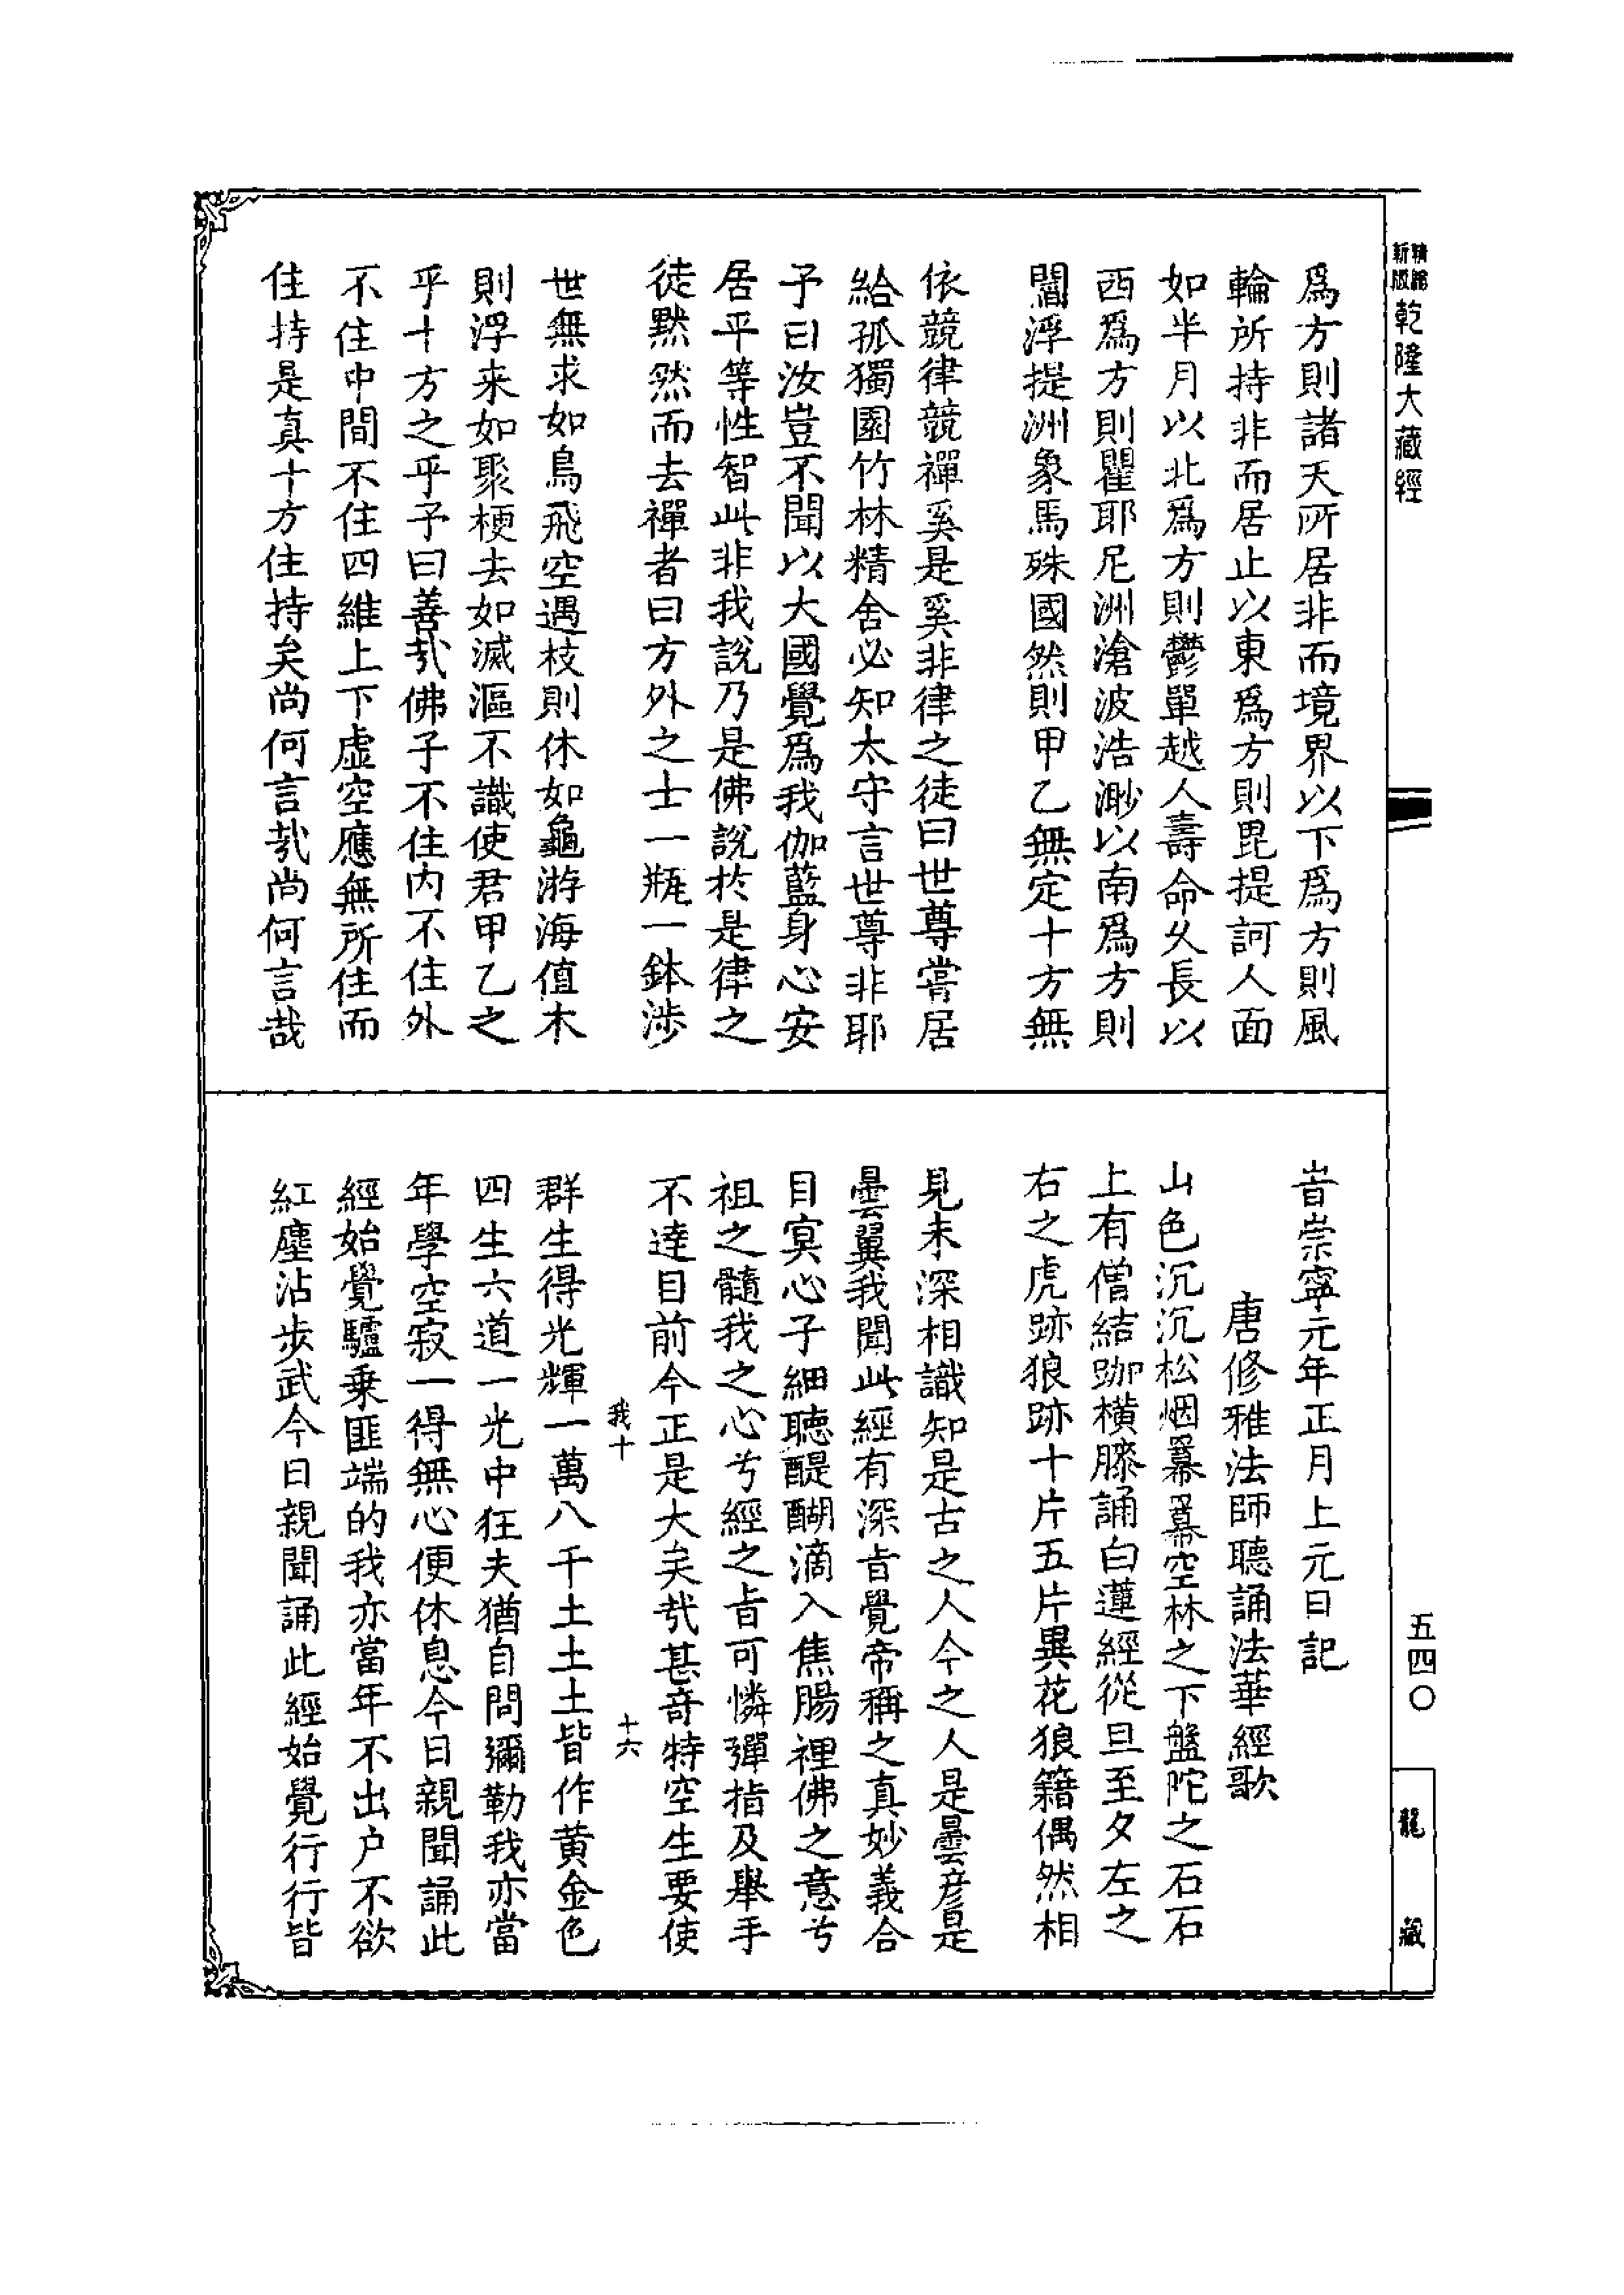 精縮
新版
乾隆大藏經
爲方則諸天所居非而境界以下爲方則風
輪所持非而居止以東爲方則毘提訶人面
如半月以北爲方則鬱單越人壽命久長以
西爲方則瞿耶尼洲滄波浩渺以南爲方則
閻浮提洲象馬殊國然則甲乙無定十方無
依競律競禪奚是奚非律之徒曰世尊嘗居
給孤獨園竹林精舍必知太守言世尊非耶
予曰汝豈不聞以大國覺爲我伽藍身心安
居平等性智此非我說乃是佛說於是律之
徒默然而去禪者曰方外之士一瓶一鉢涉
世無求如鳥飛空遇枝則休如龜游海值木
則浮来如聚梗去如滅漚不識使君甲乙之
乎十方之乎予曰善哉佛子不住內不住外
不住中間不住四維上下虛空應無所住而
住持是真十方住持矣尚何言哉尚何言哉
旹崇寧元年正月上元日記
唐修雅法師聽誦法華經歌
山色沉沉松烟羃羃空林之下盤陀之石石
上有僧結跏橫膝誦白蓮經從旦至夕左之
右之虎跡狼跡十片五片異花狼籍偶然相
見未深相識知是古之人今之人是曇彥是
曇翼我聞此經有深旨覺帝稱之真妙義合
目冥心子細聽醍醐滴入焦腸裡佛之意兮
祖之髓我之心兮經之旨可憐彈指及舉手
不達目前今正是大矣哉甚奇特空生要使
我十
十六
群生得光輝一萬八千土土土皆作黄金色
四生六道一光中狂夫猶自問彌勒我亦當
年學空寂一得無心便休息今日親聞誦此
經始覺驢乗匪端的我亦當年不出户不欲
紅塵沾步武今日親聞誦此經始覺行行皆
五四〇
龍藏